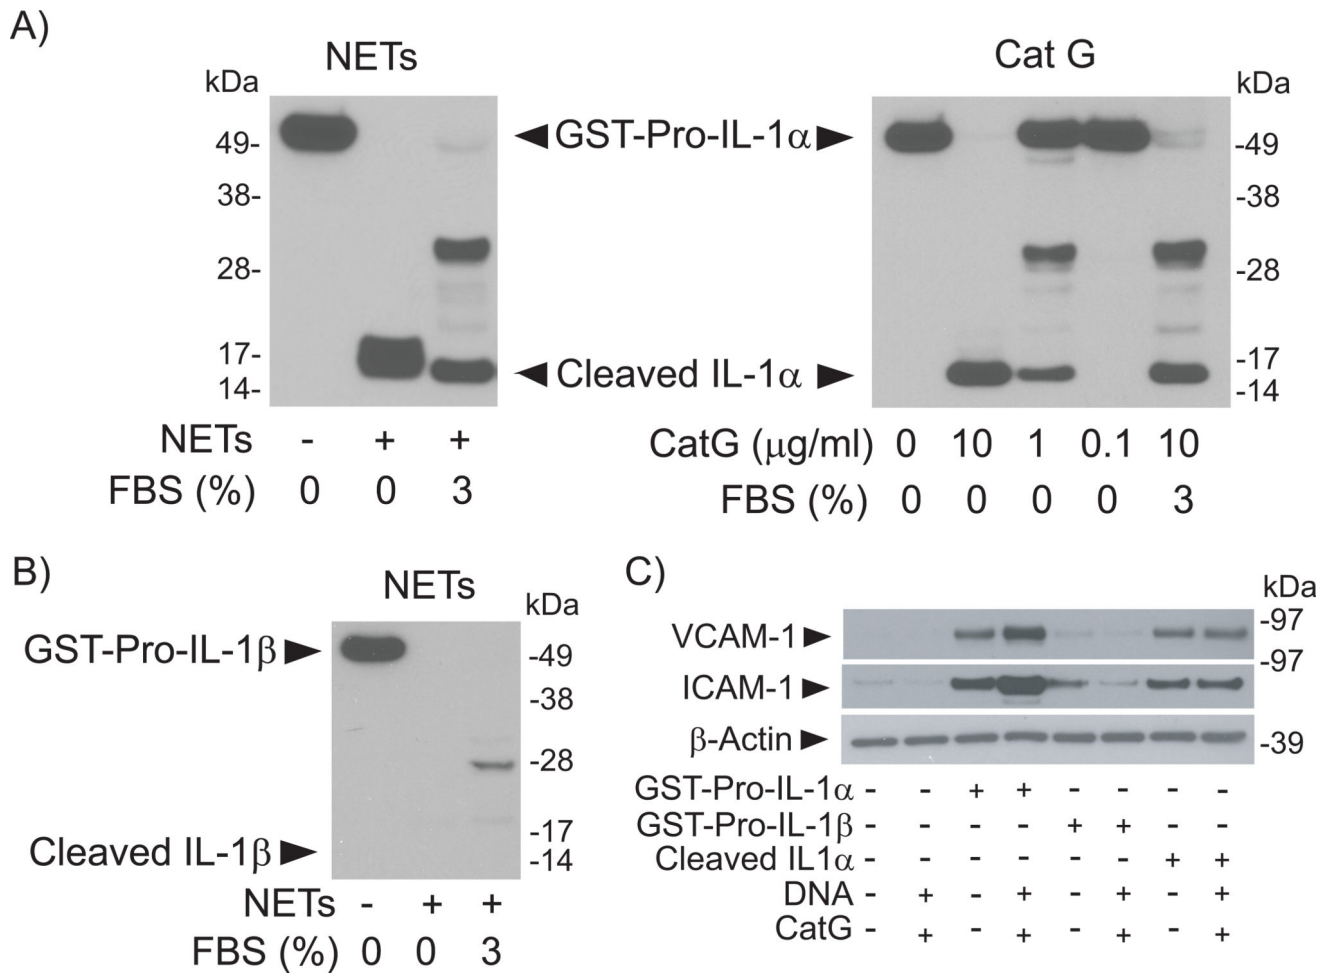 A)
NETs
Cat G
kDa
kDa
49-
◄GST-Pro-IL-1α►
-49
38-
-38
28-
-28
17-
◄Cleaved IL-1α►
-17
14-
-14
NETs - + +
FBS (%) 0 0 3
CatG (μg/ml) 0 10 1 0.1 10
FBS (%) 0 0 0 0 3
B)
NETs
kDa
GST-Pro-IL-1β►
-49
-38
-28
-17
Cleaved IL-1β►
-14
NETs - + +
FBS (%) 0 0 3
C)
kDa
-97
VCAM-1►
-97
ICAM-1►
β-Actin►
-39
GST-Pro-IL-1α - - + + - - - -
GST-Pro-IL-1β - - - - + + - -
Cleaved IL1α - - - - - - + +
DNA - + - + - + - +
CatG - + - + - + - +